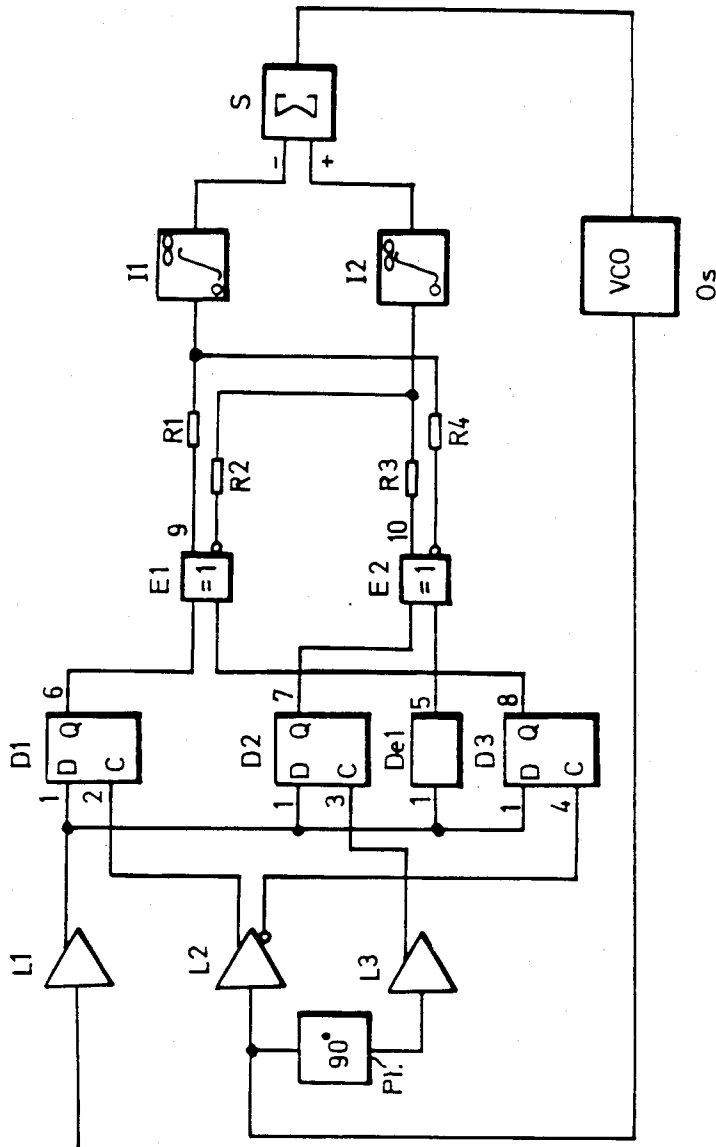 L1
L2
L3
90°
Pl.
D1
1
D
Q
6
2
C
D2
1
D
Q
7
3
C
De1
1
5
D3
1
D
Q
8
4
C
E1
=1
9
E2
=1
10
R1
R2
R3
R4
I1
∞
∫
o
I2
∞
∫
o
S
Σ
-
+
VCO
Os